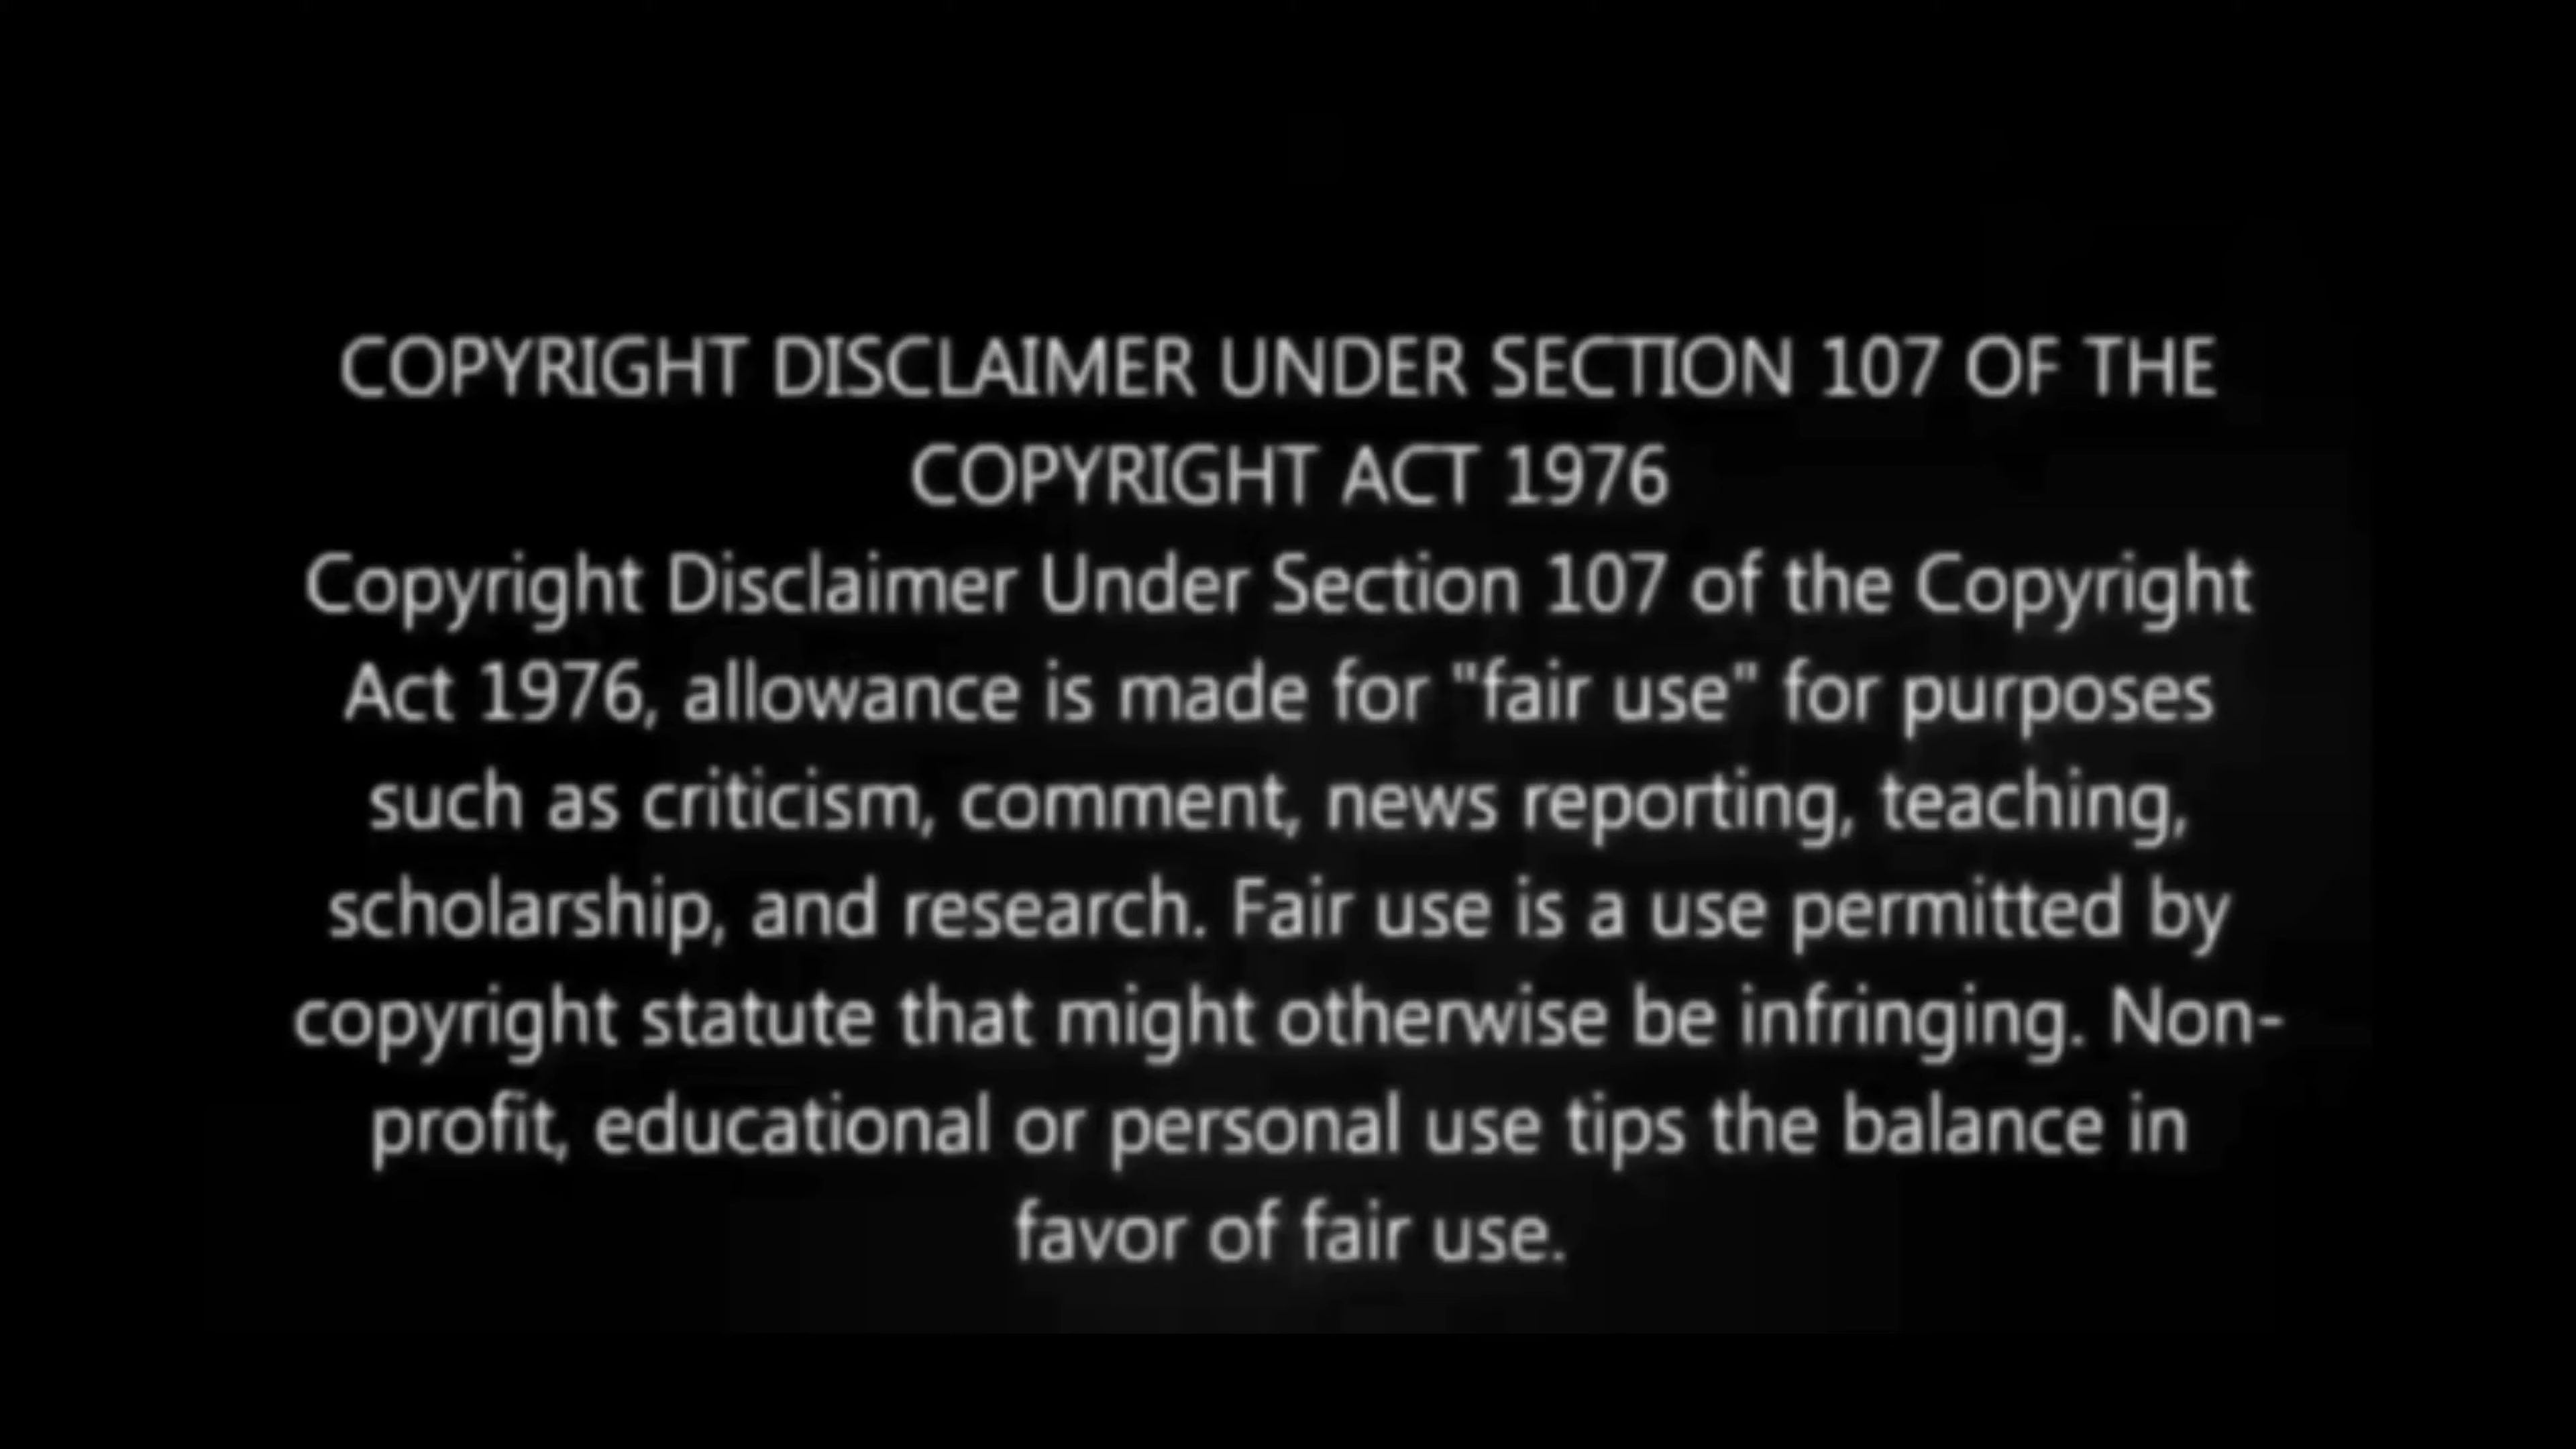 COPYRIGHT DISCLAIMER UNDER SECTION 107 OF THE
COPYRIGHT ACT 1976
Copyright Disclaimer Under Section 107 of the Copyright
Act 1976, allowance is made for "fair use" for purposes
such as criticism, comment, news reporting, teaching,
scholarship, and research. Fair use is a use permitted by
copyright statute that might otherwise be infringing. Non-
profit, educational or personal use tips the balance in
favor of fair use.